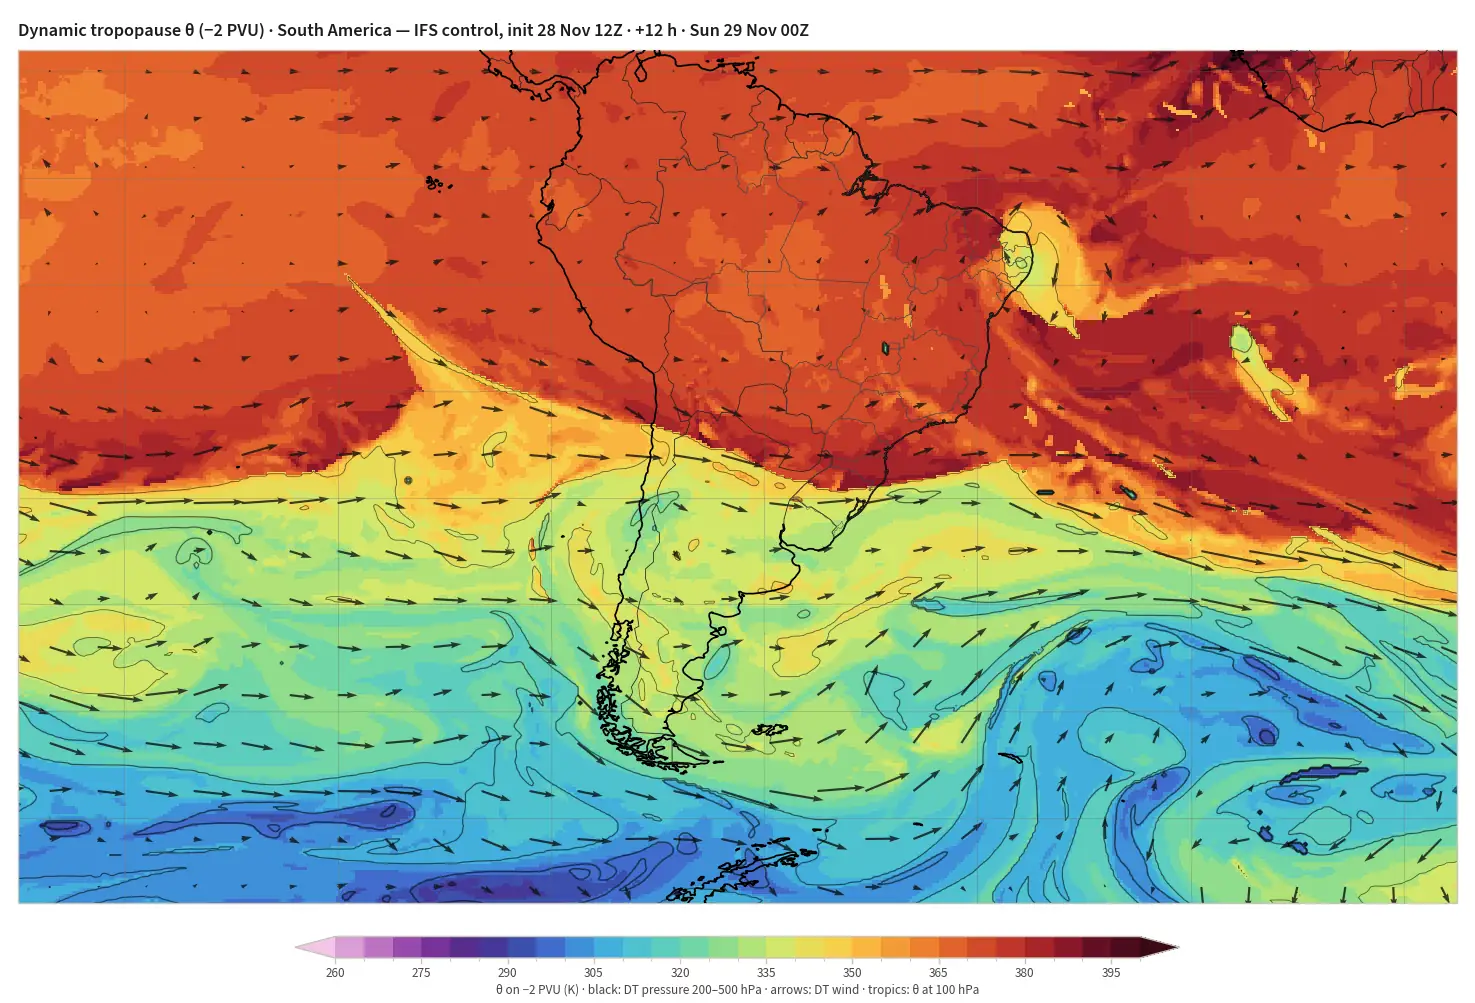 Dynamic tropopause θ (−2 PVU) · South America — IFS control, init 28 Nov 12Z · +12 h · Sun 29 Nov 00Z
260 275 290 305 320 335 350 365 380 395
θ on −2 PVU (K) · black: DT pressure 200–500 hPa · arrows: DT wind · tropics: θ at 100 hPa